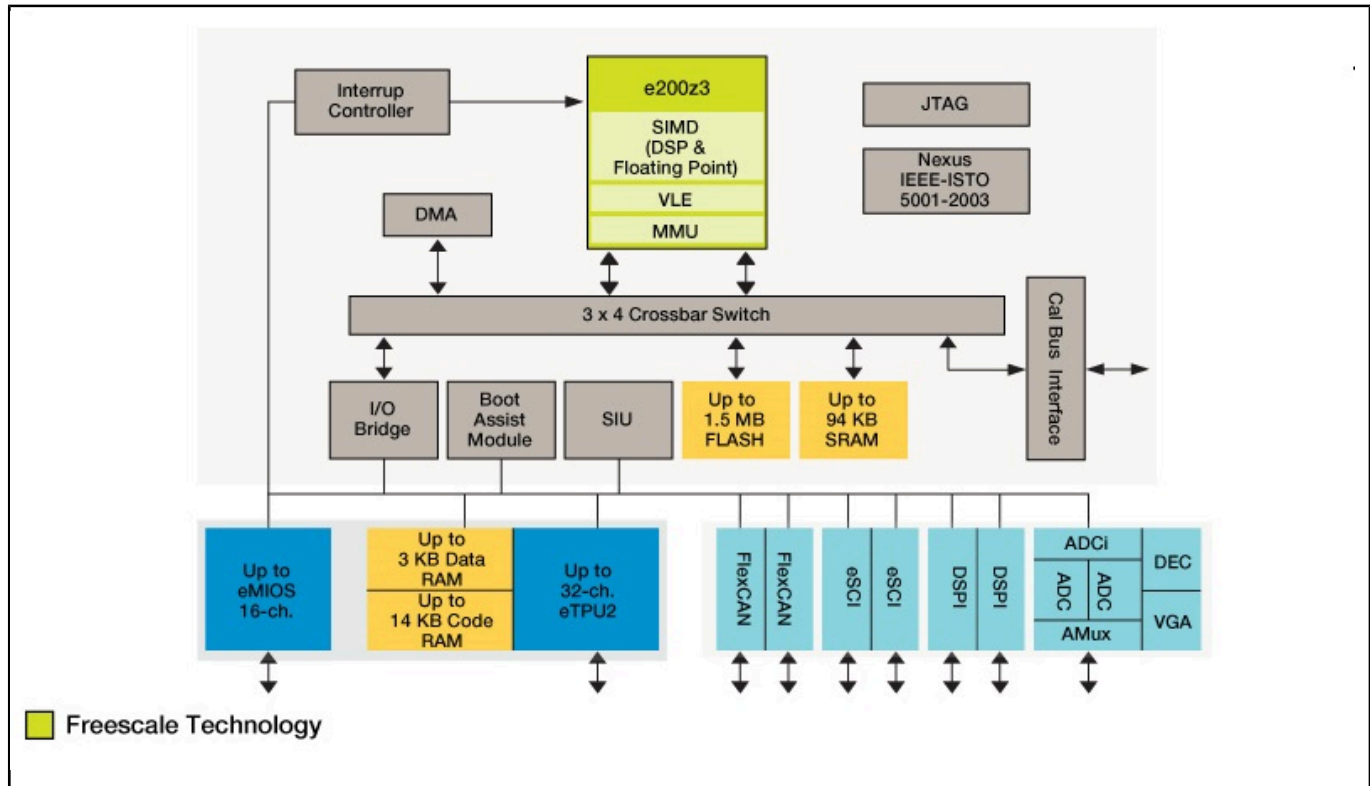 Interrup
Controller
e200z3
SIMD
(DSP &
Floating Point)
VLE
MMU
JTAG
Nexus
IEEE-ISTO
5001-2003
DMA
3 x 4 Crossbar Switch
Cal Bus Interface
I/O
Bridge
Boot
Assist
Module
SIU
Up to
1.5 MB
FLASH
Up to
94 KB
SRAM
Up to
eMIOS
16-ch.
Up to
3 KB Data
RAM
Up to
14 KB Code
RAM
Up to
32-ch.
eTPU2
FlexCAN
FlexCAN
eSCI
eSCI
DSPI
DSPI
ADCi
ADC
ADC
AMux
DEC
VGA
Freescale Technology